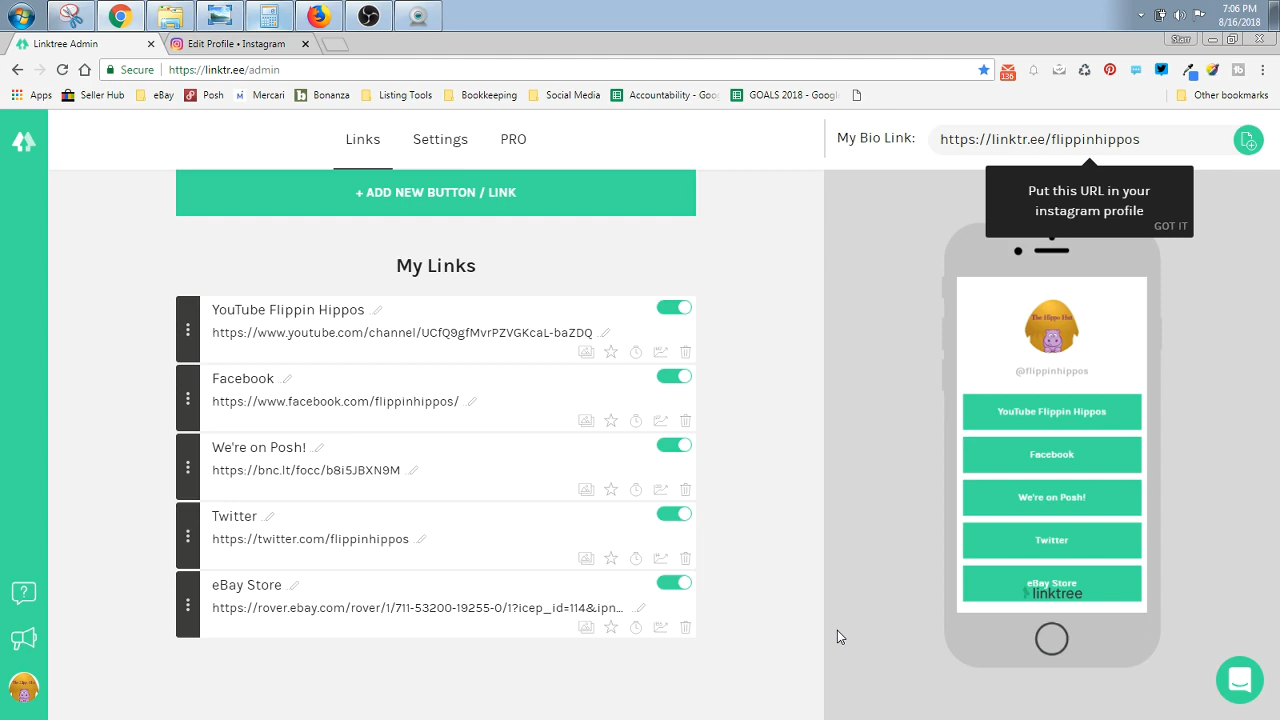 7:06 PM
8/16/2018
Linktree Admin
Edit Profile • Instagram
Starr
Secure
https://linktr.ee/admin
136
Apps
Seller Hub
eBay
Posh
Mercari
Bonanza
Listing Tools
Bookkeeping
Social Media
Accountability - Goo
GOALS 2018 - Google
Other bookmarks
Links
Settings
PRO
My Bio Link:
https://linktr.ee/flippinhippos
Put this URL in your
instagram profile
GOT IT
+ ADD NEW BUTTON / LINK
My Links
YouTube Flippin Hippos
https://www.youtube.com/channel/UCfQ9gfMvrPZVGKcaL-baZDQ
Facebook
https://www.facebook.com/flippinhippos/
We're on Posh!
https://bnc.lt/focc/b8i5JBXN9M
Twitter
https://twitter.com/flippinhippos
eBay Store
https://rover.ebay.com/rover/1/711-53200-19255-0/1?icep_id=114&ipn...
The Hippo Hut
@flippinhippos
YouTube Flippin Hippos
Facebook
We're on Posh!
Twitter
eBay Store
linktree